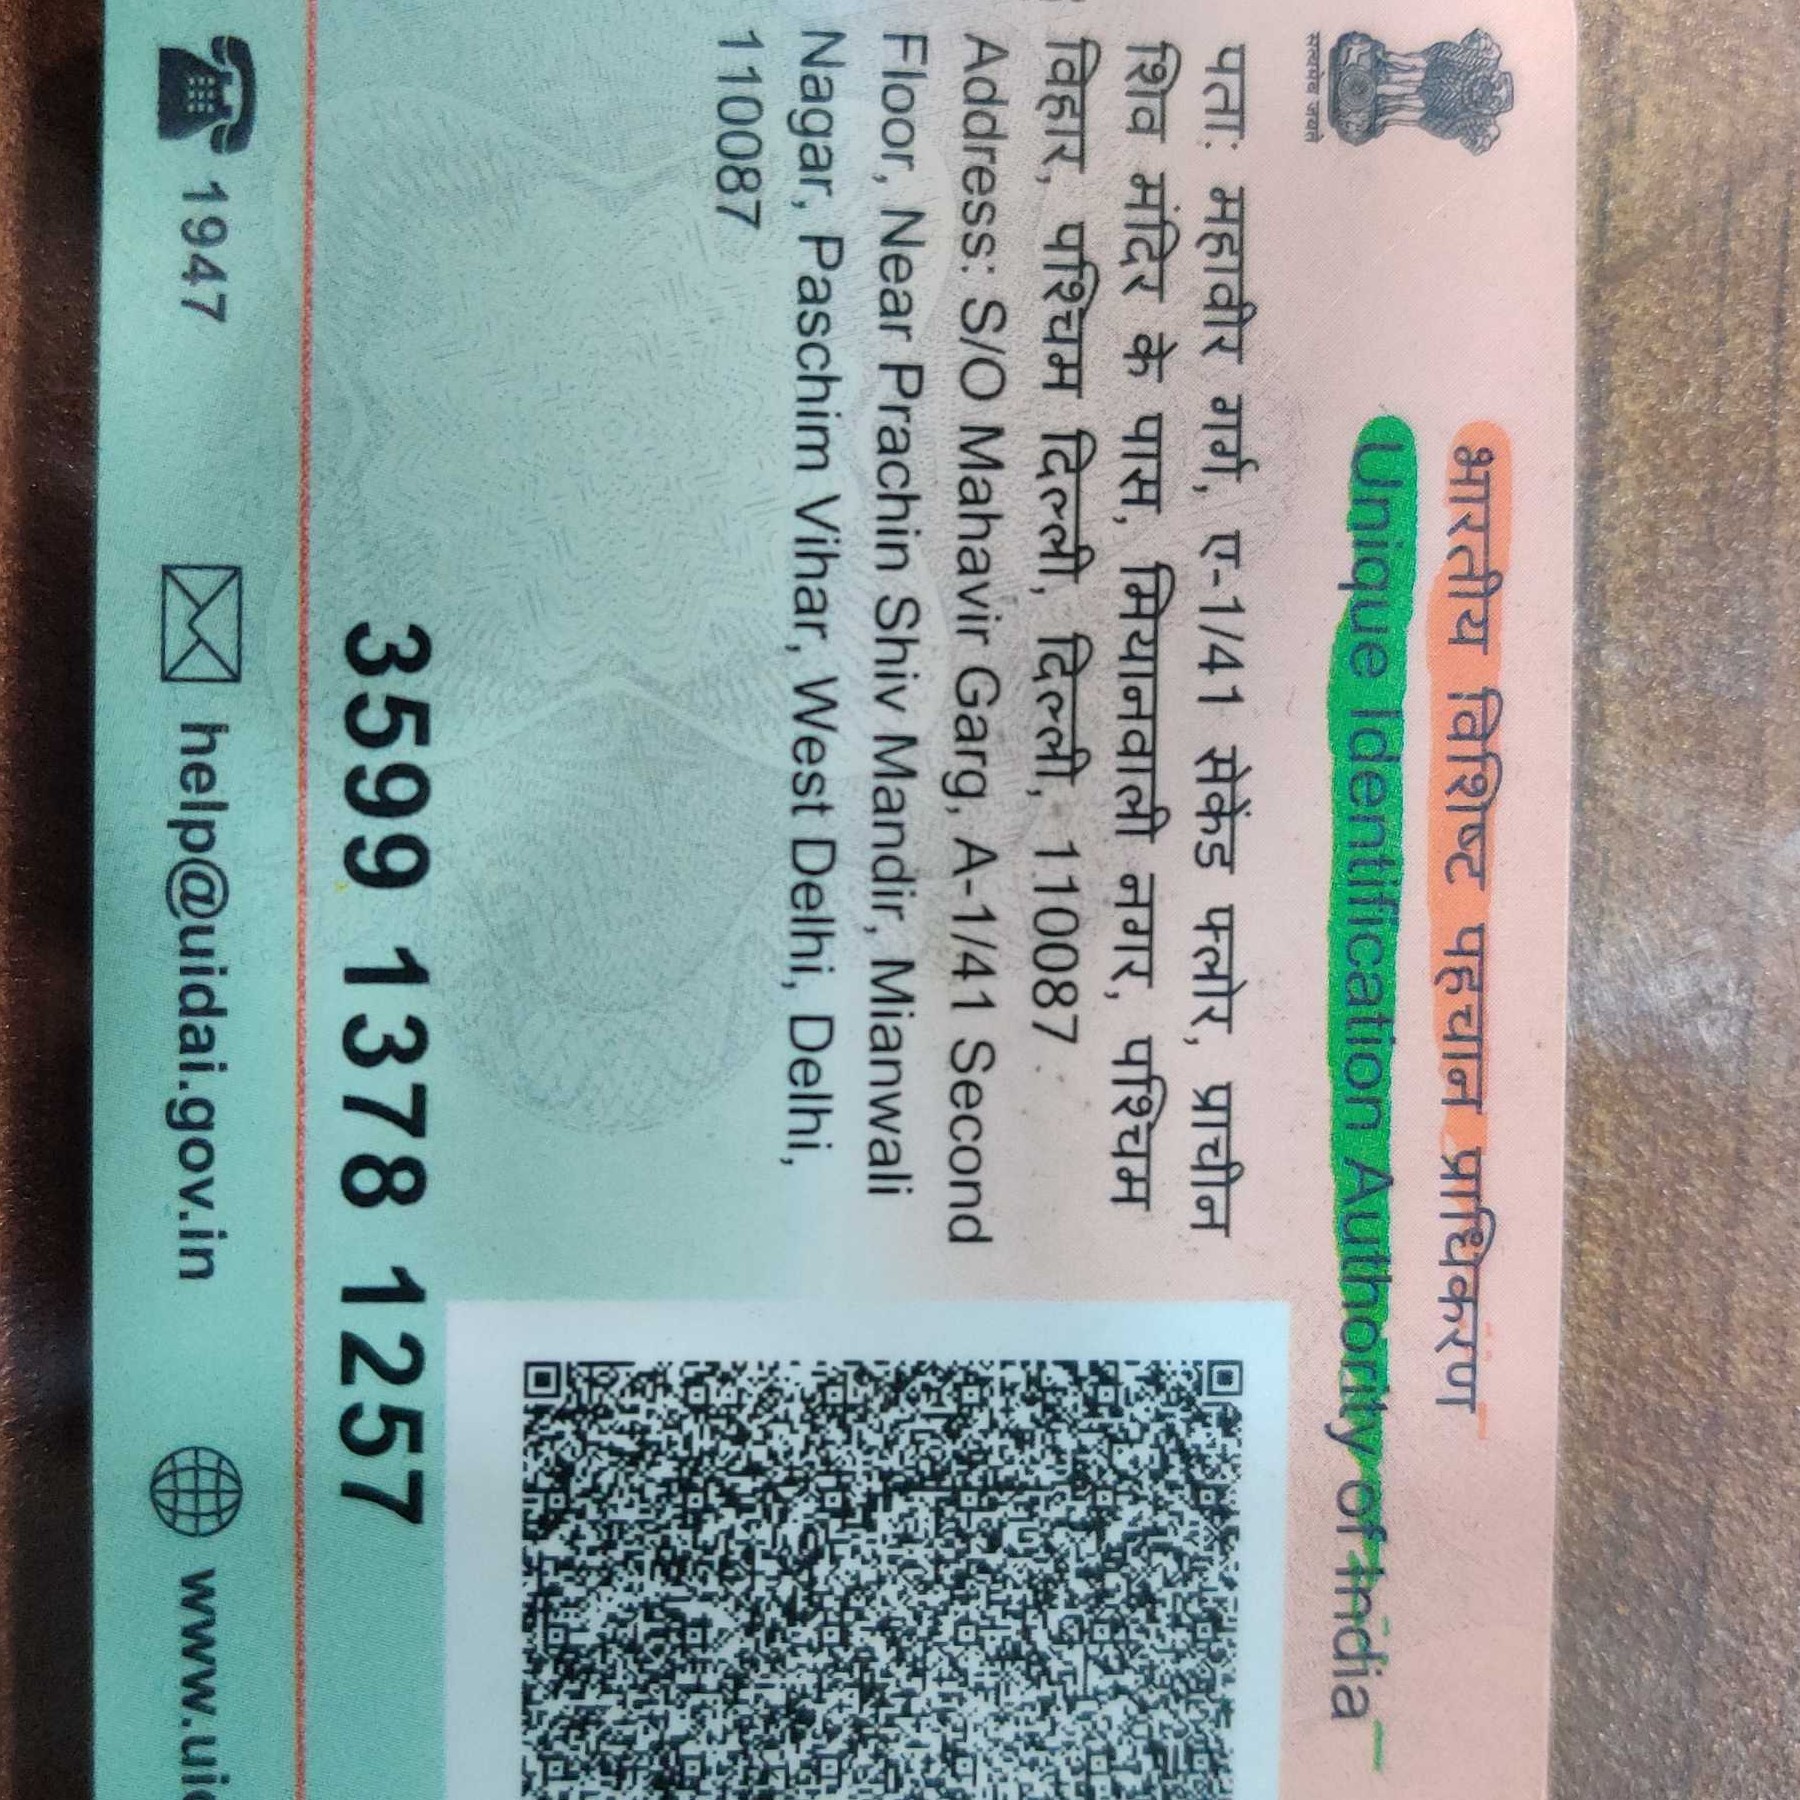 सत्यमेव जयते
भारतीय विशिष्ट पहचान प्राधिकरण
Unique Identification Authority of India
पता: महावीर गर्ग, ए-1/41 सेकेंड फ्लोर, प्राचीन
शिव मंदिर के पास, मियानवाली नगर, पश्चिम
विहार, पश्चिम दिल्ली, दिल्ली, 110087
Address: S/O Mahavir Garg, A-1/41 Second
Floor, Near Prachin Shiv Mandir, Mianwali
Nagar, Paschim Vihar, West Delhi, Delhi,
110087
3599 1378 1257
1947 help@uidai.gov.in